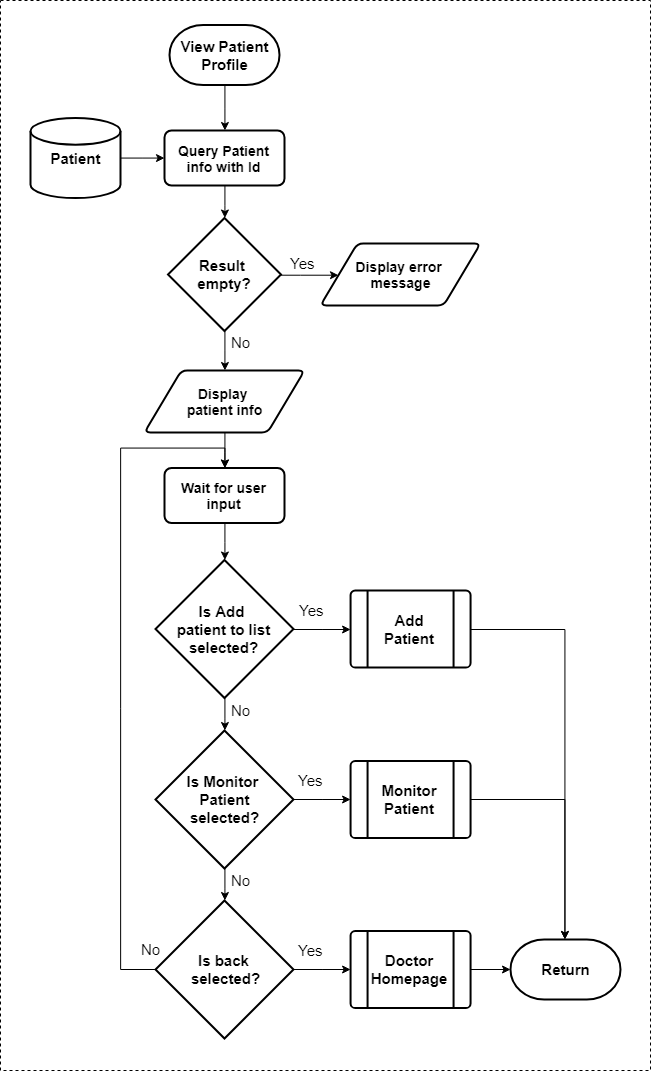 View Patient
Profile
Patient
Query Patient
info with Id
Result
empty?
Yes
Display error
message
No
Display
patient info
Wait for user
input
Is Add
patient to list
selected?
Yes
Add
Patient
No
Is Monitor
Patient
selected?
Yes
Monitor
Patient
No
No
Is back
selected?
Yes
Doctor
Homepage
Return